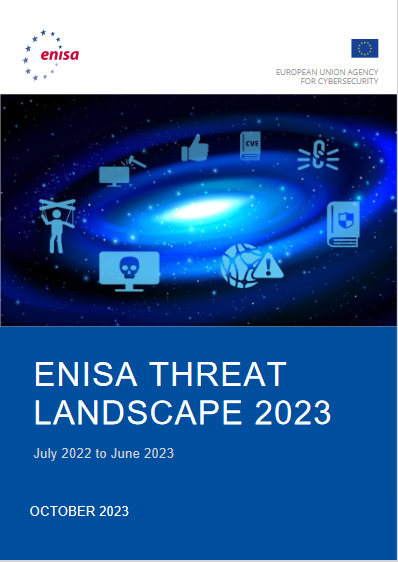 enisa
EUROPEAN UNION AGENCY
FOR CYBERSECURITY
CVE
ENISA THREAT
LANDSCAPE 2023
July 2022 to June 2023
OCTOBER 2023